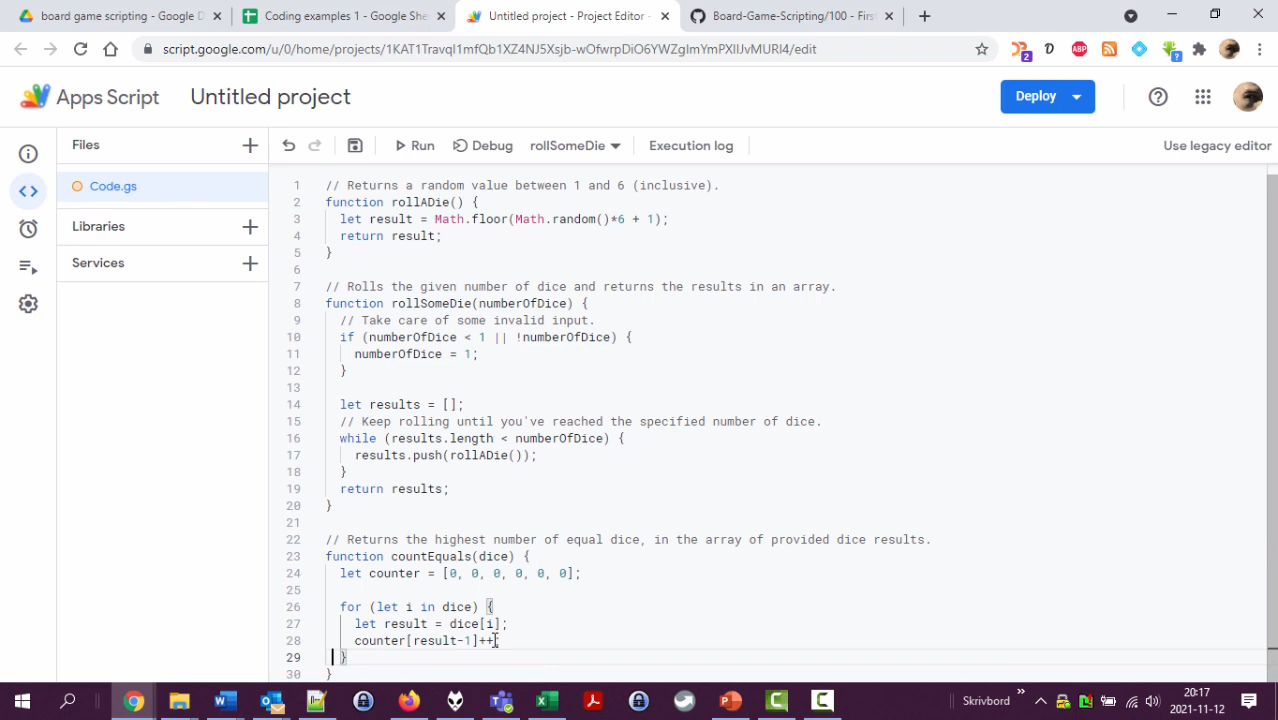 board game scripting - Google D
Coding examples 1 - Google Shee
Untitled project - Project Editor -
Board-Game-Scripting/100 - Firs
script.google.com/u/0/home/projects/1KAT1TravqI1mfQb1XZ4NJ5Xsjb-wOfwrpDiO6YWZgImYmPXIIJvMURl4/edit
2
ABP
?
Apps Script
Untitled project
Deploy
Files
Run
Debug
rollSomeDie
Execution log
Use legacy editor
Code.gs
Libraries
Services
1 // Returns a random value between 1 and 6 (inclusive).
2 function rollADie() {
3 let result = Math.floor(Math.random()*6 + 1);
4 return result;
5 }
6
7 // Rolls the given number of dice and returns the results in an array.
8 function rollSomeDie(numberOfDice) {
9 // Take care of some invalid input.
10 if (numberOfDice < 1 || !numberOfDice) {
11 numberOfDice = 1;
12 }
13
14 let results = [];
15 // Keep rolling until you've reached the specified number of dice.
16 while (results.length < numberOfDice) {
17 results.push(rollADie());
18 }
19 return results;
20 }
21
22 // Returns the highest number of equal dice, in the array of provided dice results.
23 function countEquals(dice) {
24 let counter = [0, 0, 0, 0, 0, 0];
25
26 for (let i in dice) {
27 let result = dice[i];
28 counter[result-1]++;
29 }
30 }
Skrivbord
20:17
2021-11-12